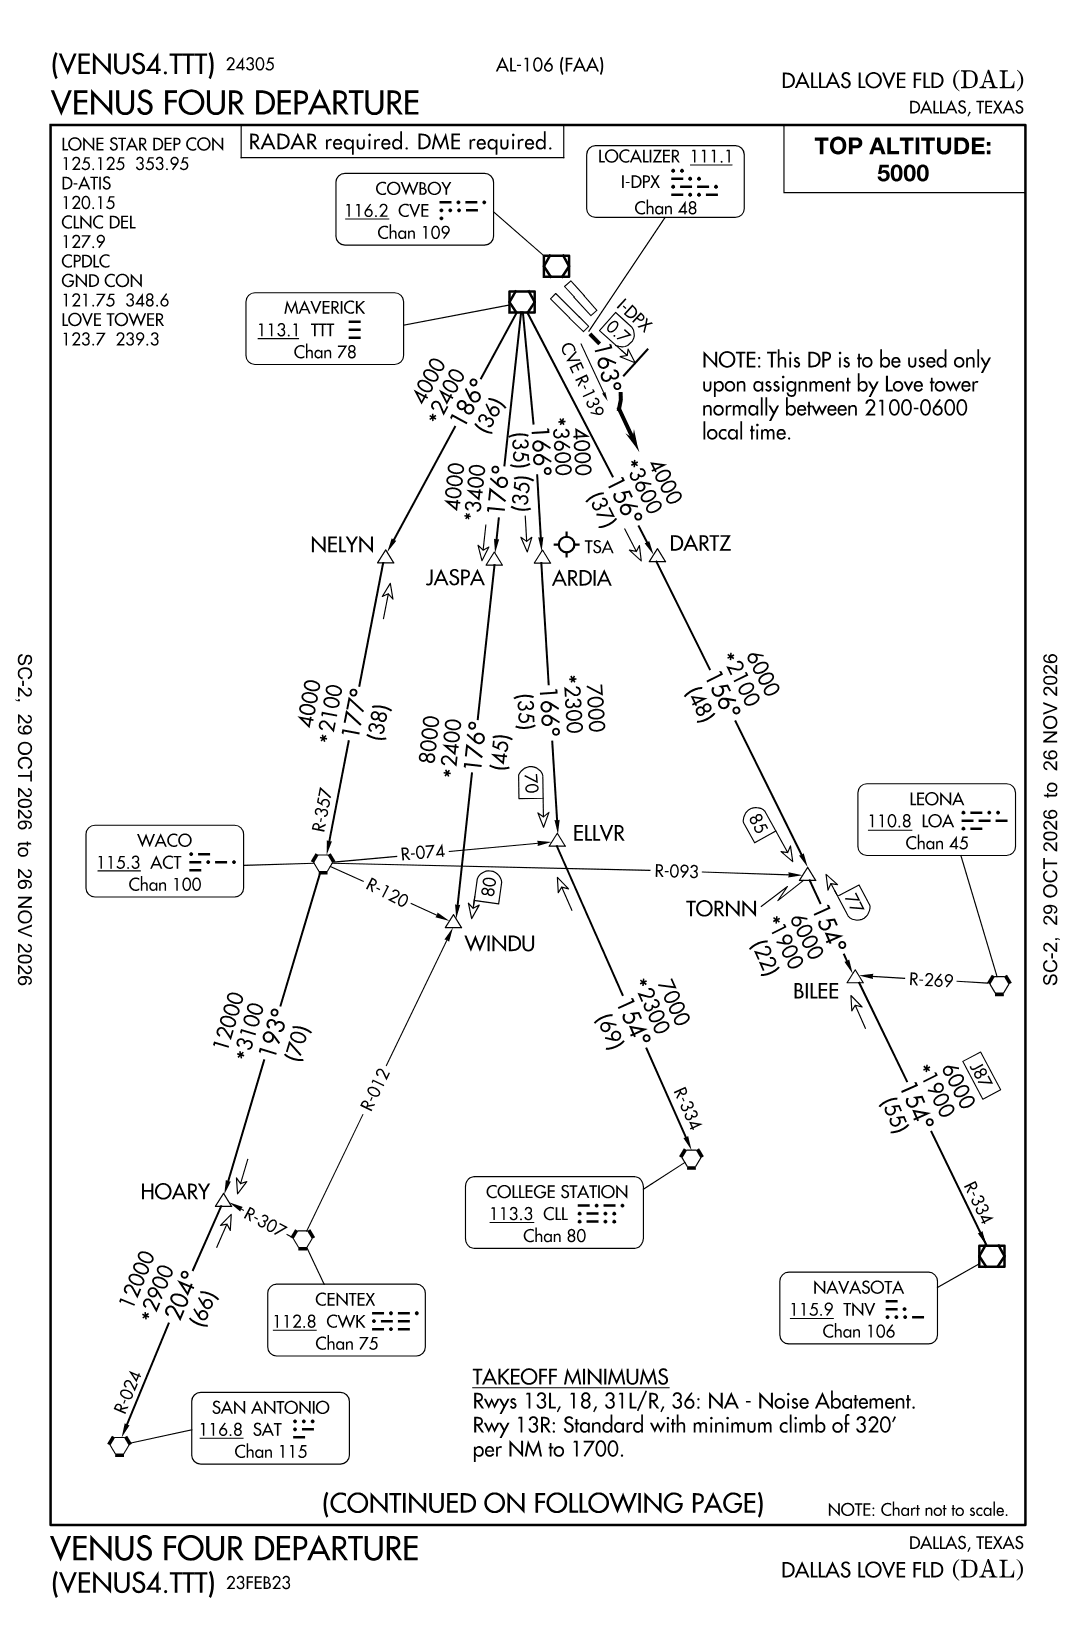 (VENUS4.TTT) 24305
AL-106 (FAA)
DALLAS LOVE FLD (DAL)
VENUS FOUR DEPARTURE
DALLAS, TEXAS
LONE STAR DEP CON
125.125 353.95
D-ATIS
120.15
CLNC DEL
127.9
CPDLC
GND CON
121.75 348.6
LOVE TOWER
123.7 239.3
RADAR required. DME required.
TOP ALTITUDE:
5000
LOCALIZER 111.1
I-DPX
Chan 48
COWBOY
116.2 CVE
Chan 109
MAVERICK
113.1 TTT
Chan 78
I-DPX
0.7
163°
CVE R-139
NOTE: This DP is to be used only
upon assignment by Love tower
normally between 2100-0600
local time.
4000
*2400
186°
(36)
4000
*3400
176°
(35)
4000
*3600
166°
(35)
4000
*3600
156°
(37)
NELYN
JASPA
ARDIA
TSA
DARTZ
4000
*2100
177°
(38)
8000
*2400
176°
(45)
7000
*2300
166°
(35)
6000
*2100
156°
(48)
R-357
70
85
WACO
115.3 ACT
Chan 100
R-074
ELLVR
R-093
R-120
80
WINDU
TORNN
77
LEONA
110.8 LOA
Chan 45
6000
*1900
154°
(22)
BILEE
R-269
12000
*3100
193°
(70)
R-012
7000
*2300
154°
(69)
R-334
J87
6000
*1900
154°
(55)
R-334
HOARY
R-307
COLLEGE STATION
113.3 CLL
Chan 80
12000
*2900
204°
(66)
CENTEX
112.8 CWK
Chan 75
NAVASOTA
115.9 TNV
Chan 106
R-024
SAN ANTONIO
116.8 SAT
Chan 115
TAKEOFF MINIMUMS
Rwys 13L, 18, 31L/R, 36: NA - Noise Abatement.
Rwy 13R: Standard with minimum climb of 320'
per NM to 1700.
(CONTINUED ON FOLLOWING PAGE)
NOTE: Chart not to scale.
SC-2, 29 OCT 2026 to 26 NOV 2026
SC-2, 29 OCT 2026 to 26 NOV 2026
VENUS FOUR DEPARTURE
DALLAS, TEXAS
(VENUS4.TTT) 23FEB23
DALLAS LOVE FLD (DAL)